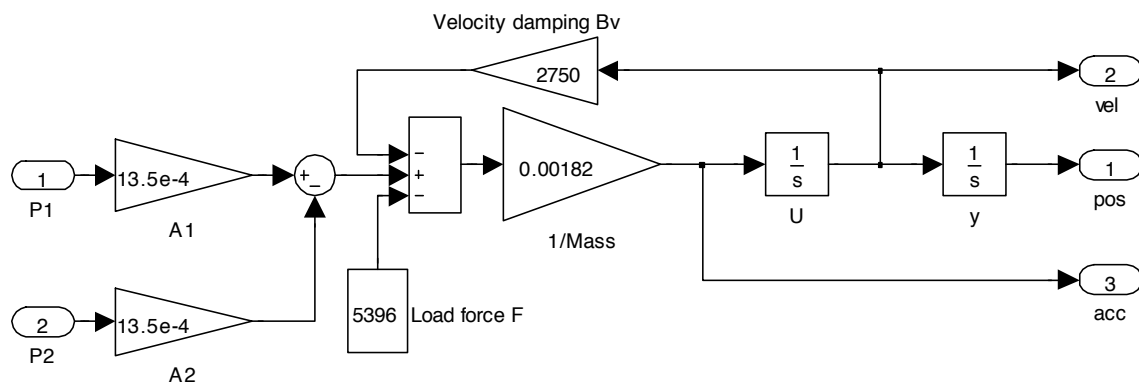 Velocity damping Bv
2750
2
vel
1
P1
13.5e-4
A1
+
−
−
+
−
0.00182
1/Mass
1
s
U
1
s
y
1
pos
2
P2
13.5e-4
A2
5396
Load force F
3
acc